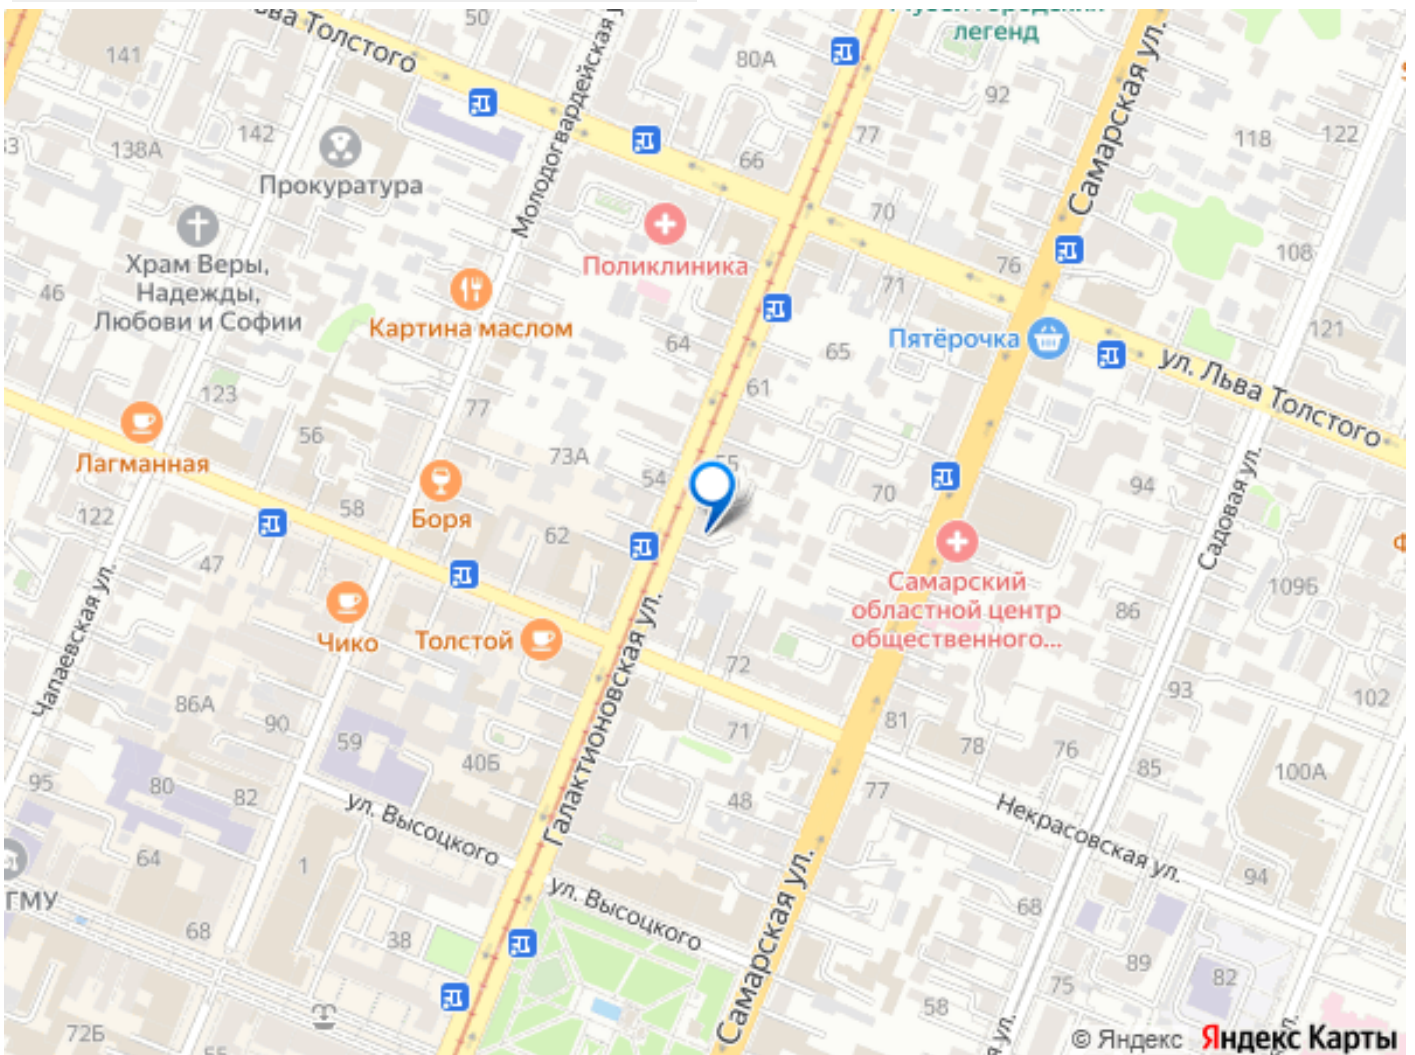 50
легенд
ва Толстого
141
80А
92
Молодогвардейская у
Самарская ул.
142
138А
77
118
122
Прокуратура
66
70
Храм Веры,
Надежды,
Любови и Софии
46
Поликлиника
76
108
71
Картина маслом
64
65
Пятёрочка
121
ул. Льва Толстого
123
77
61
56
Лагманная
73А
54
55
58
70
94
Боря
122
62
47
Садовая ул.
Самарский
областной центр
общественного...
109Б
86
Чапаевская ул.
Чико
Толстой
Галактионовская ул.
72
93
102
86А
90
59
71
81
78
76
40Б
85
100А
95
80
82
48
77
ул. Высоцкого
Некрасовская ул.
64
1
94
ГМУ
ул. Высоцкого
Самарская ул.
68
68
38
89
82
75
58
72Б
я ул.
ул.
© Яндекс Яндекс Карты